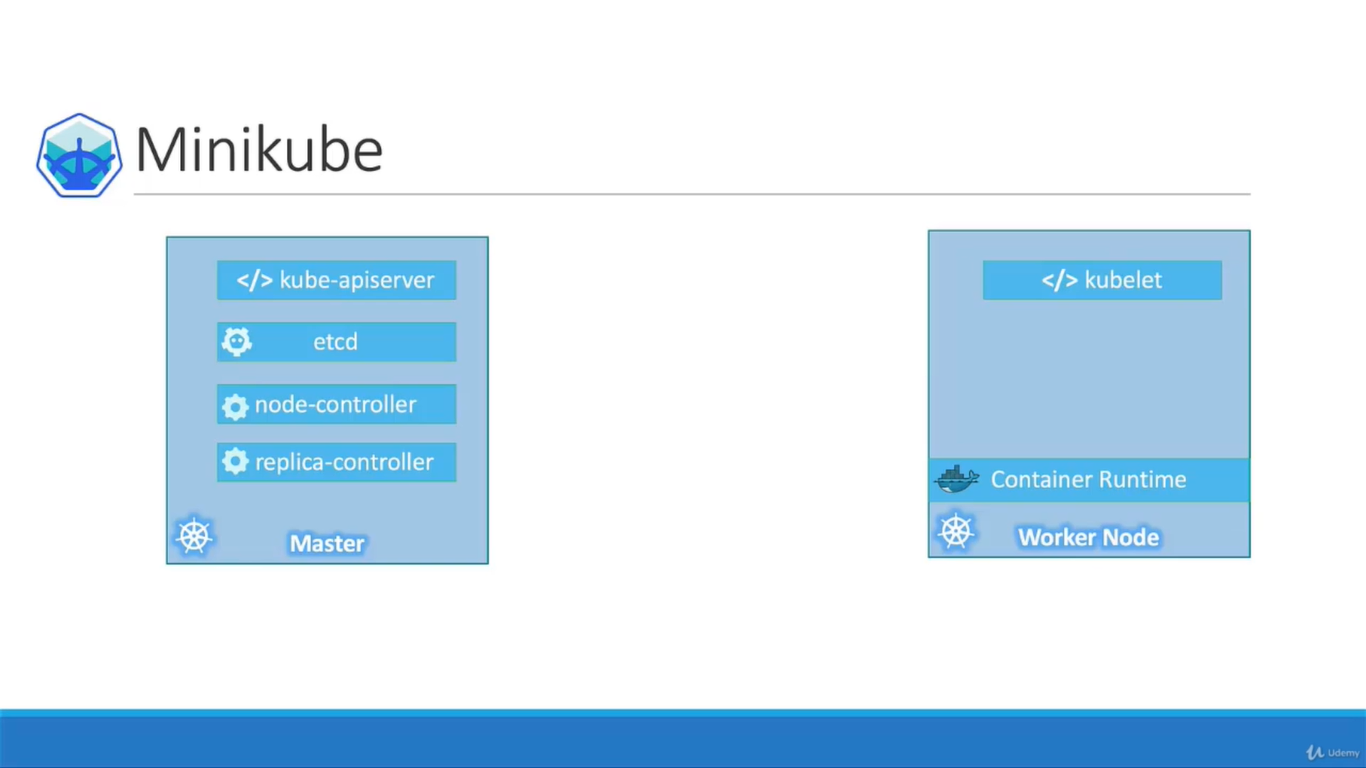 Minikube
</> kube-apiserver
etcd
node-controller
replica-controller
Master
</> kubelet
Container Runtime
Worker Node
Udemy